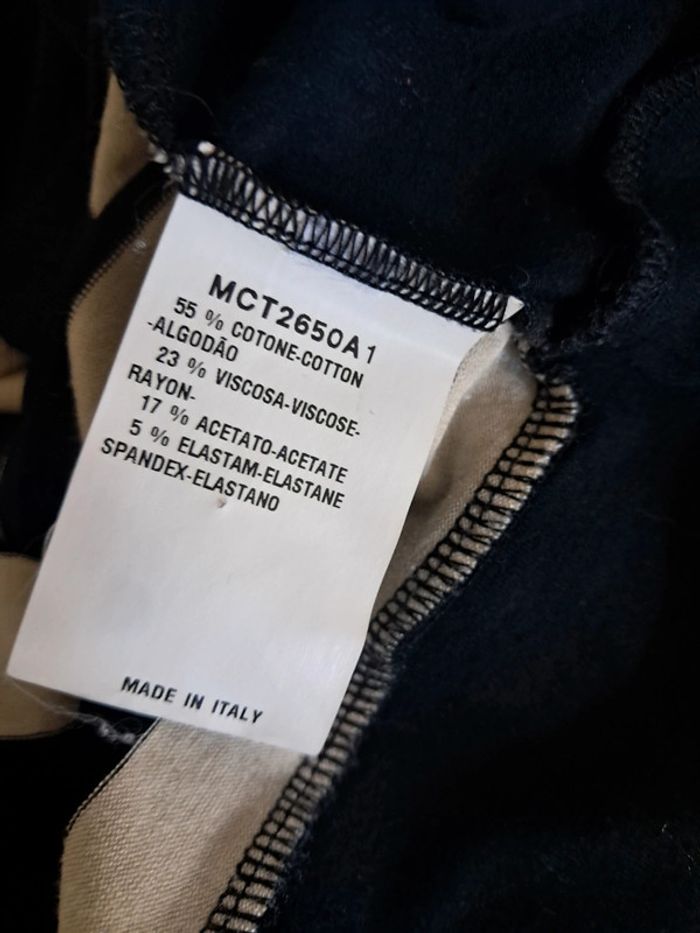 MCT2650A1
55 % COTONE-COTTON
-ALGODÃO
23 % VISCOSA-VISCOSE-
RAYON-
17 % ACETATO-ACETATE
5 % ELASTAM-ELASTANE
SPANDEX-ELASTANO
MADE IN ITALY